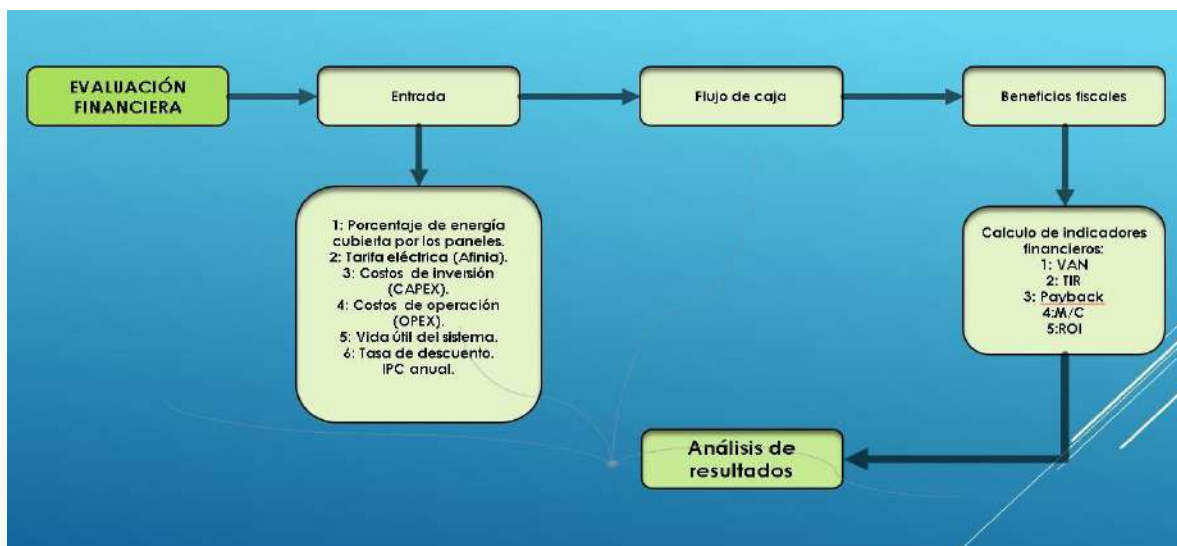 EVALUACIÓN
FINANCIERA
Entrada
Flujo de caja
Beneficios fiscales
1: Porcentaje de energía
cubierta por los paneles.
2: Tarifa eléctrica (Afinia).
3: Costos de inversión
(CAPEX).
4: Costos de operación
(OPEX).
5: Vida útil del sistema.
6: Tasa de descuento.
IPC anual.
Calculo de indicadores
financieros:
1: VAN
2: TIR
3: Payback
4:M/C
5:ROI
Análisis de
resultados